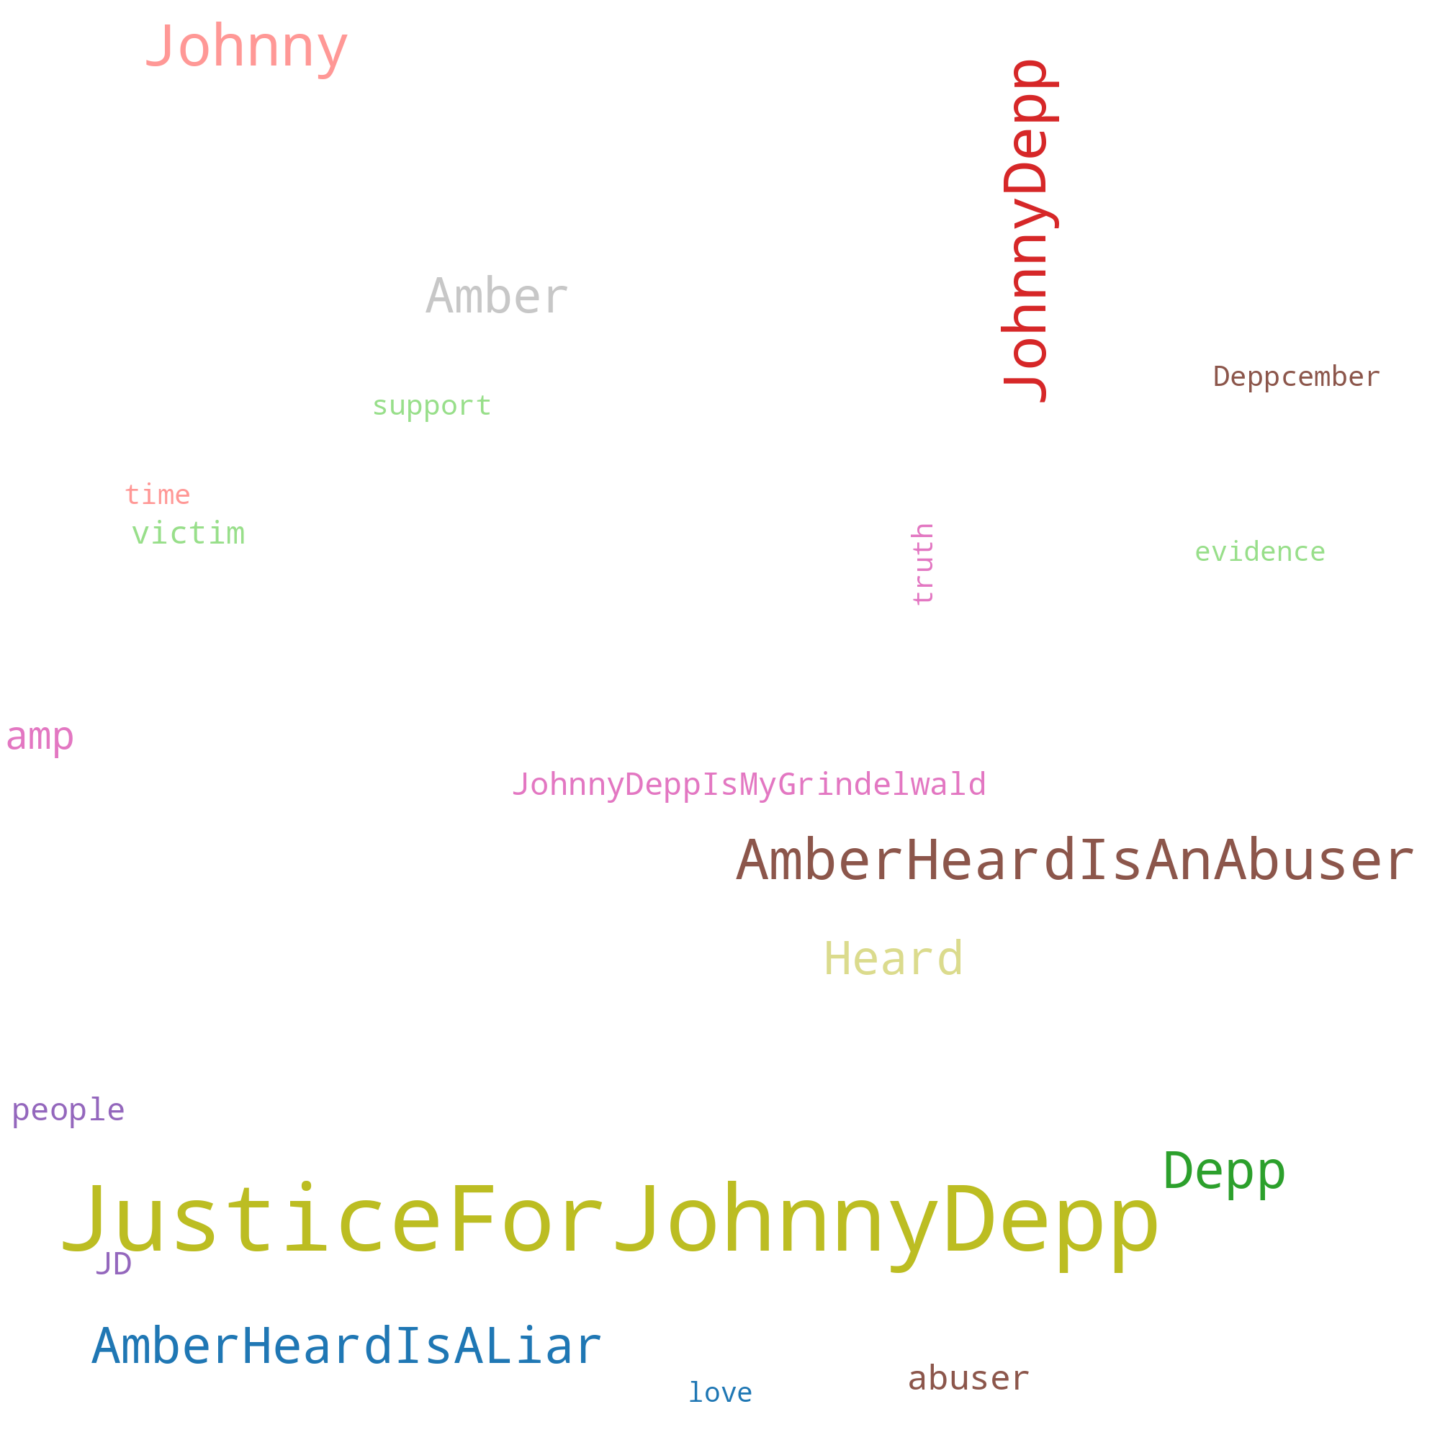 Johnny
JohnnyDepp
Amber
Deppcember
support
time
victim
truth
evidence
amp
JohnnyDeppIsMyGrindelwald
AmberHeardIsAnAbuser
Heard
people
Depp
JusticeForJohnnyDepp
JD
AmberHeardIsALiar
abuser
love